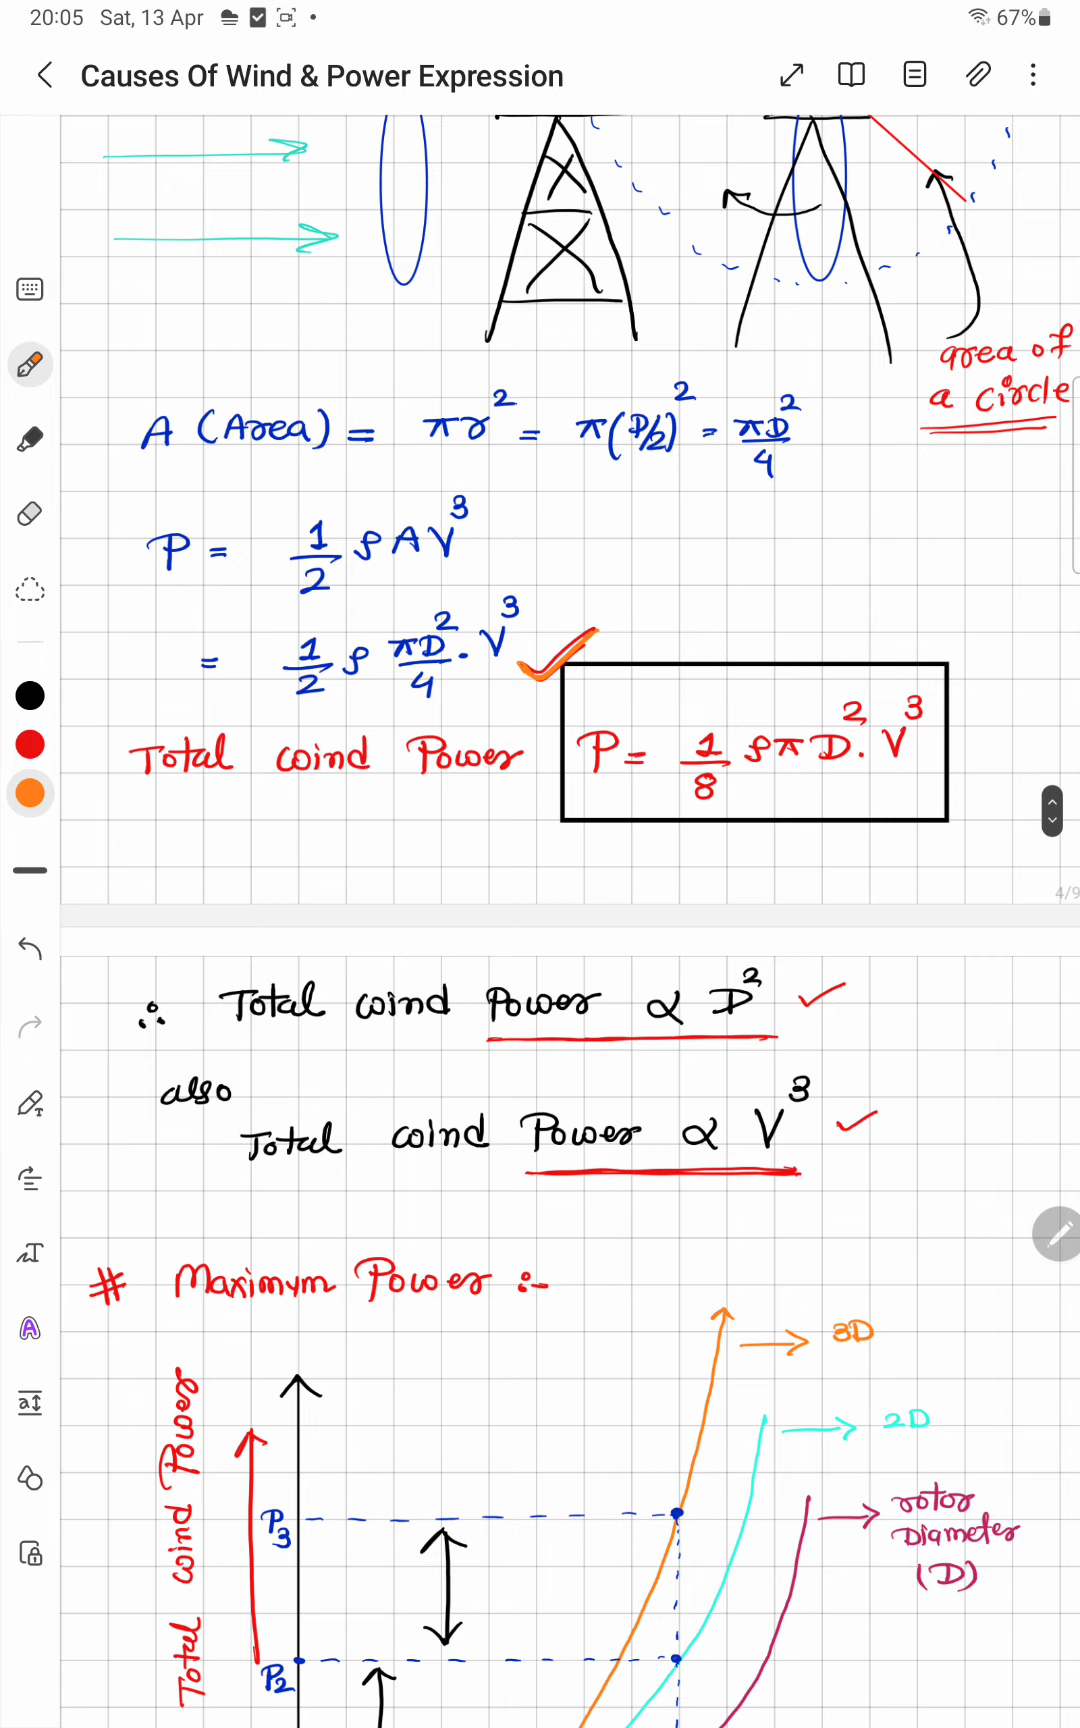 20:05 Sat, 13 Apr • 67%
Causes Of Wind & Power Expression
area of
a circle
A (Area) = πr² = π(D/2)² = πD²/4
P = 1/2 ρ A V³
= 1/2 ρ πD²/4 · V³
Total wind Power P = 1/8 ρ π D² · V³
4/9
∴ Total wind Power ∝ D²
also
Total wind Power ∝ V³
# Maximum Power :-
3D
2D
rotor
Diameter
(D)
Total wind Power
P₃
P₂